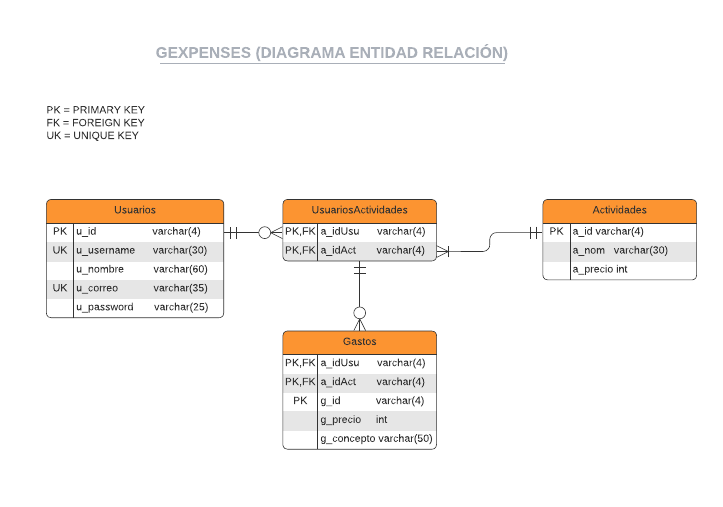 GEXPENSES (DIAGRAMA ENTIDAD RELACIÓN)
PK = PRIMARY KEY
FK = FOREIGN KEY
UK = UNIQUE KEY
Usuarios
PK u_id varchar(4)
UK u_username varchar(30)
u_nombre varchar(60)
UK u_correo varchar(35)
u_password varchar(25)
UsuariosActividades
PK,FK a_idUsu varchar(4)
PK,FK a_idAct varchar(4)
Actividades
PK a_id varchar(4)
a_nom varchar(30)
a_precio int
Gastos
PK,FK a_idUsu varchar(4)
PK,FK a_idAct varchar(4)
PK g_id varchar(4)
g_precio int
g_concepto varchar(50)